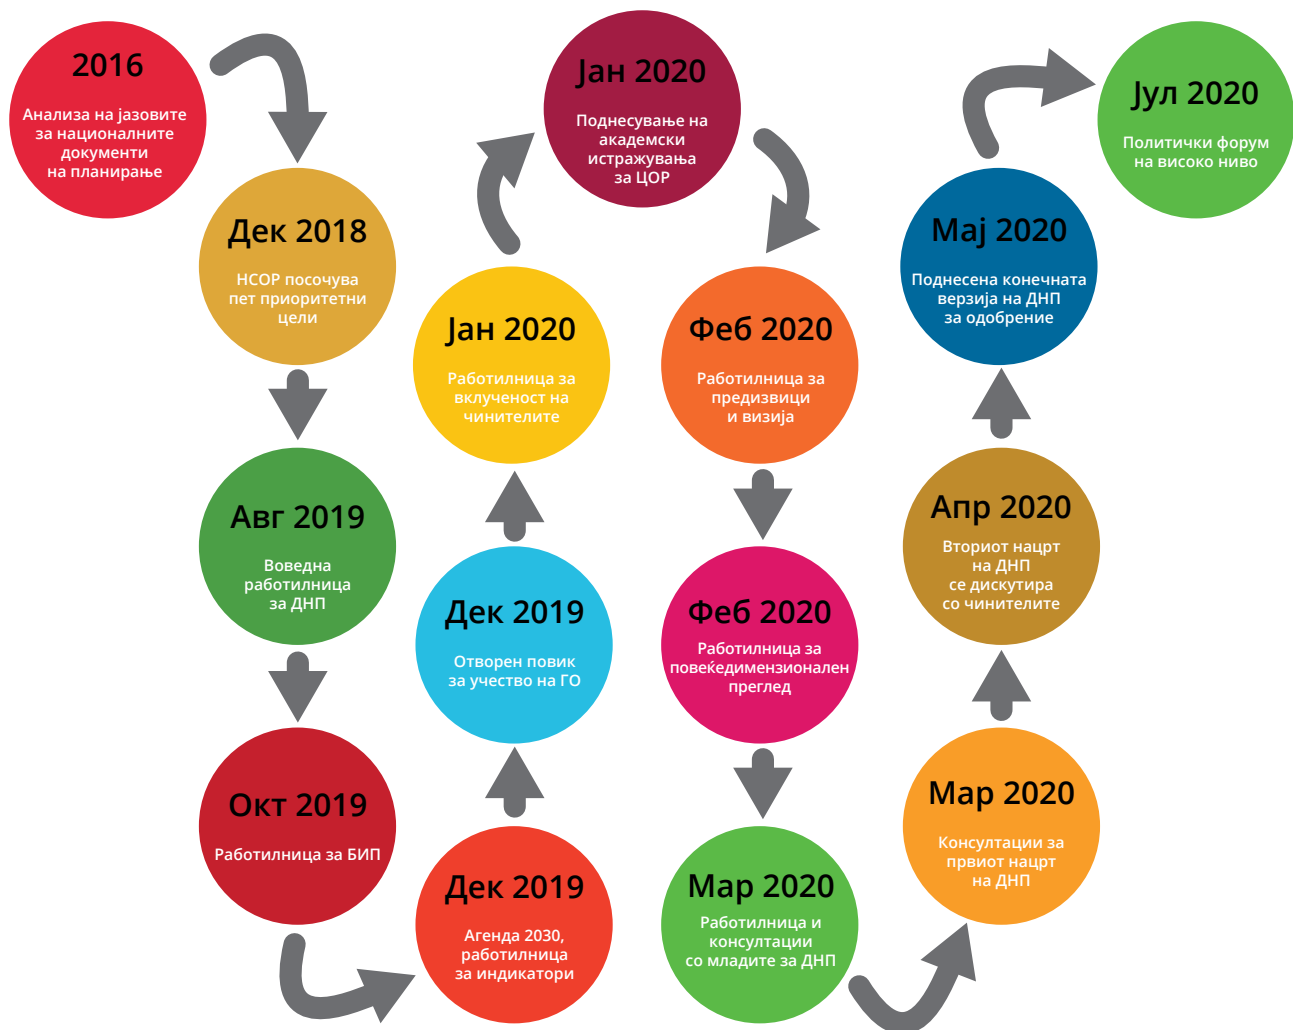 2016
Анализа на јазовите
за националните
документи
на планирање
Дек 2018
НСОР посочува
пет приоритетни
цели
Авг 2019
Воведна
работилница
за ДНП
Окт 2019
Работилница за БИП
Дек 2019
Агенда 2030,
работилница
за индикатори
Дек 2019
Отворен повик
за учество на ГО
Јан 2020
Работилница за
вклученост на
чинителите
Јан 2020
Поднесување на
академски
истражувања
за ЦОР
Феб 2020
Работилница за
предизвици
и визија
Феб 2020
Работилница за
повеќедимензионален
преглед
Мар 2020
Работилница и
консултации
со младите за ДНП
Мар 2020
Консултации за
првиот нацрт
на ДНП
Апр 2020
Вториот нацрт
на ДНП
се дискутира
со чинителите
Мај 2020
Поднесена конечната
верзија на ДНП
за одобрение
Јул 2020
Политички форум
на високо ниво